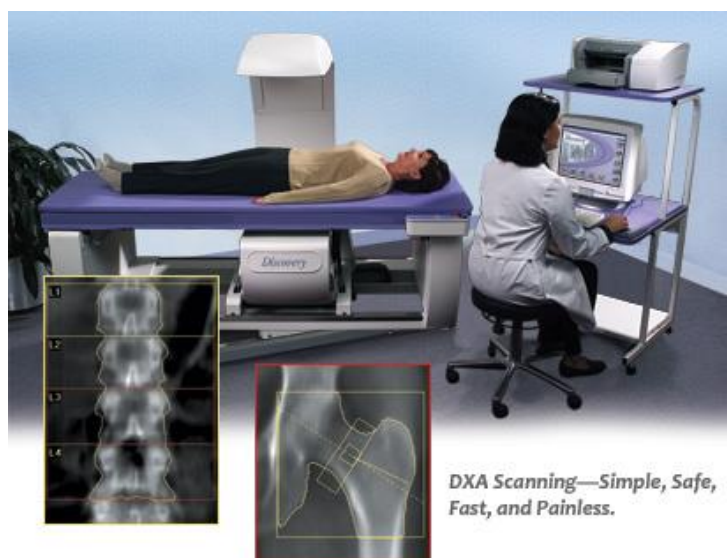 Discovery
L1
L2
L3
L4
DXA Scanning—Simple, Safe,
Fast, and Painless.